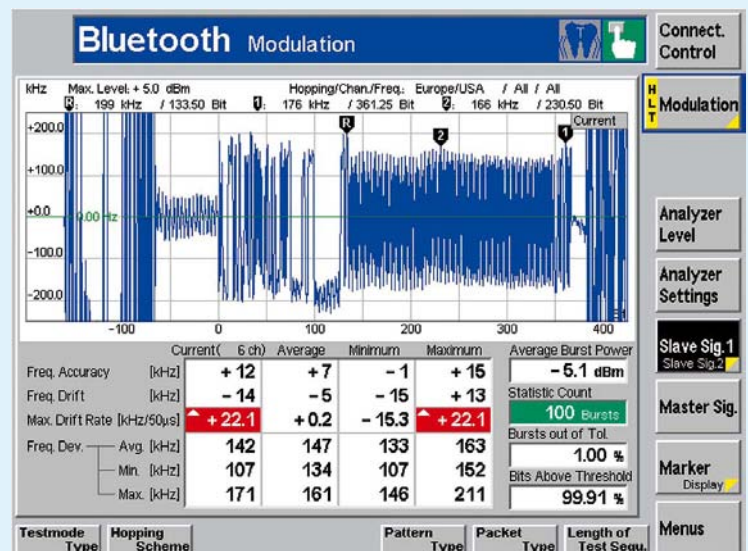 Bluetooth Modulation
Connect. Control
kHz Max. Level: + 5.0 dBm Hopping/Chan./Freq.: Europe/USA / All / All
R: 199 kHz / 133.50 Bit 1: 176 kHz / 361.25 Bit 2: 166 kHz / 230.50 Bit
HLT Modulation
Current
R 2 1
+200.0
+100.0
+0.0
0.00 Hz
−100.0
−200.0
−100 0 100 200 300 400
Analyzer Level
Analyzer Settings
Slave Sig.1
Slave Sig.2
Master Sig.
Marker
Display
Menus
Current( 6 ch) Average Minimum Maximum
Freq. Accuracy [kHz] + 12 +7 − 1 + 15
Freq. Drift [kHz] − 14 − 5 − 15 + 13
Max. Drift Rate [kHz/50µs] + 22.1 + 0.2 − 15.3 + 22.1
Freq. Dev. Avg. [kHz] 142 147 133 163
Min. [kHz] 107 134 107 152
Max. [kHz] 171 161 146 211
Average Burst Power
− 5.1 dBm
Statistic Count
100 Bursts
Bursts out of Tol.
1.00 %
Bits Above Threshold
99.91 %
Testmode Type
Hopping Scheme
Pattern Type
Packet Type
Length of Test Sequ.